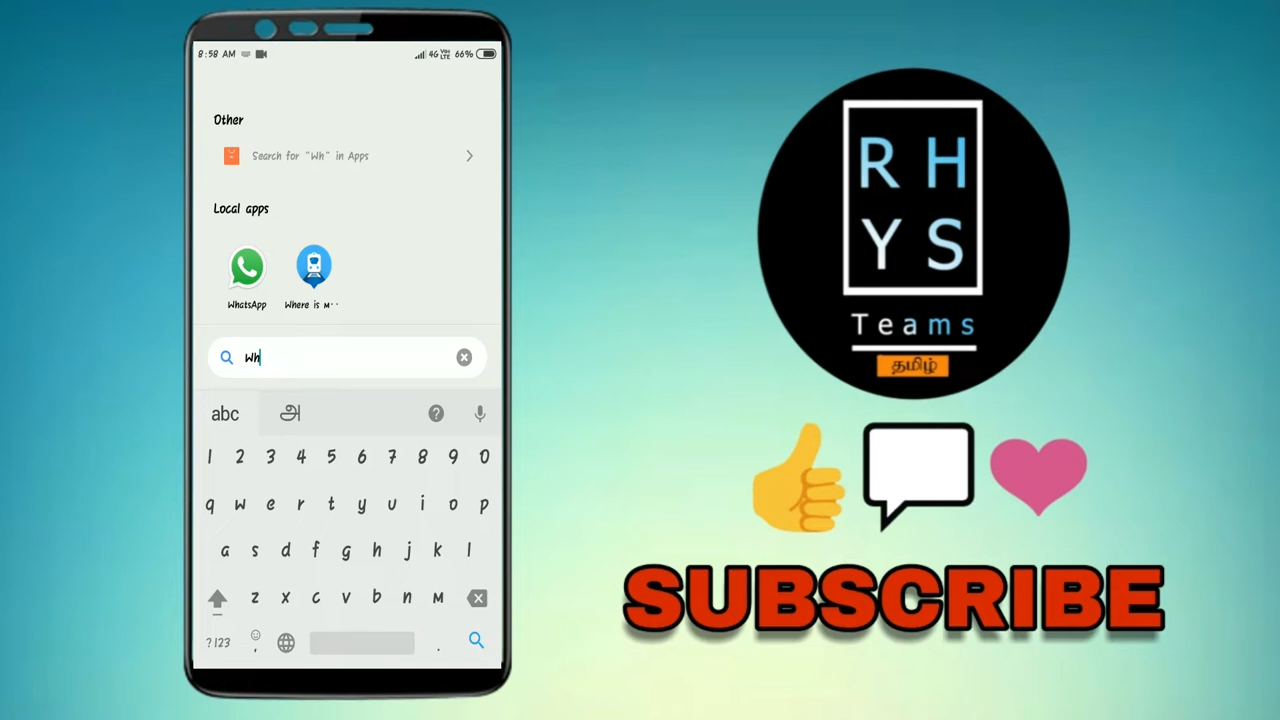 8:58 AM
4G VoLTE 66%
Other
Search for "Wh" in Apps
Local apps
WhatsApp
Where is M··
Wh
abc அ ?
1 2 3 4 5 6 7 8 9 0
q w e r t y u i o p
a s d f g h j k l
z x c v b n m
?123 , .
R H
Y S
Teams
தமிழ்
SUBSCRIBE